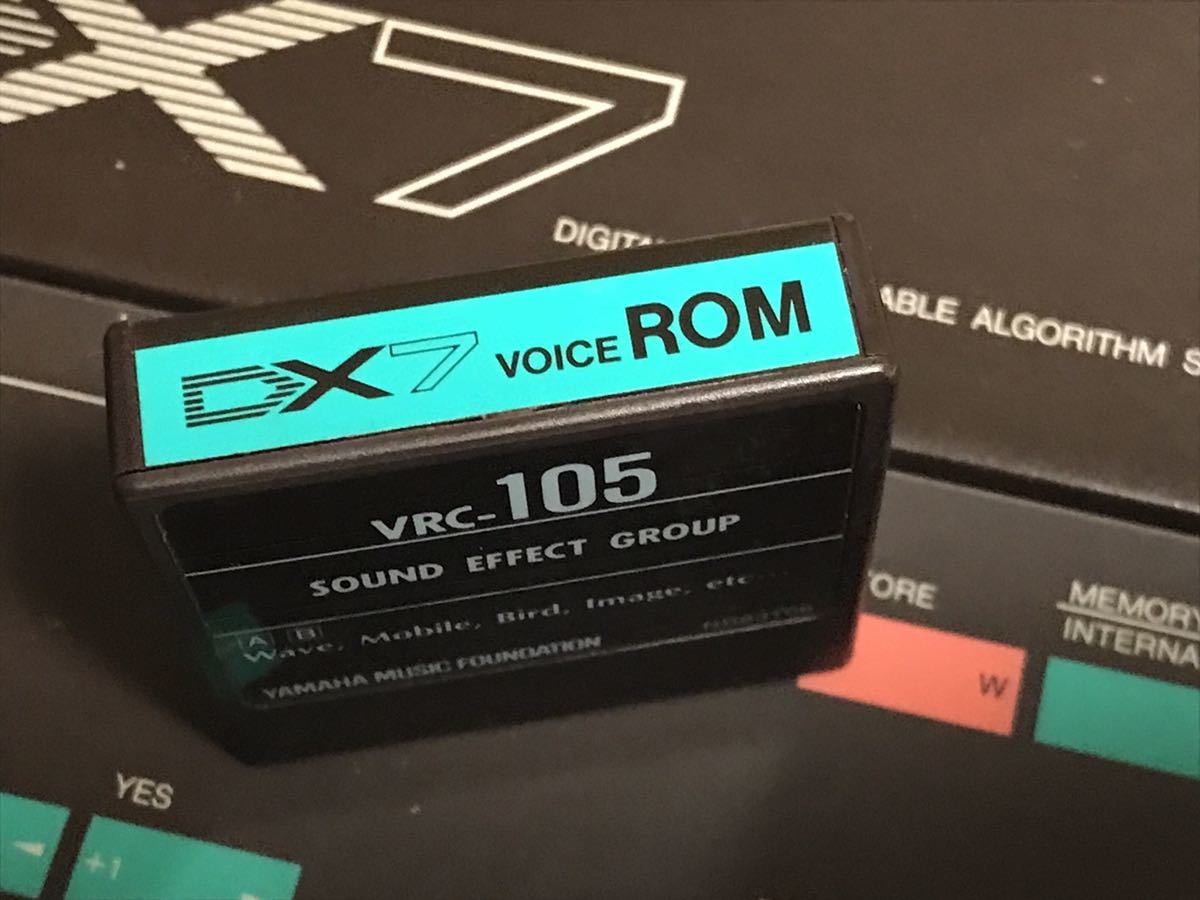 X7
DIGITA
ABLE ALGORITHM S
DX7 VOICE ROM
VRC-105
SOUND EFFECT GROUP
A B
Wave, Mobile, Bird, Image, etc...
YAMAHA MUSIC FOUNDATION
TORE
W
MEMORY
INTERNA
YES
+1